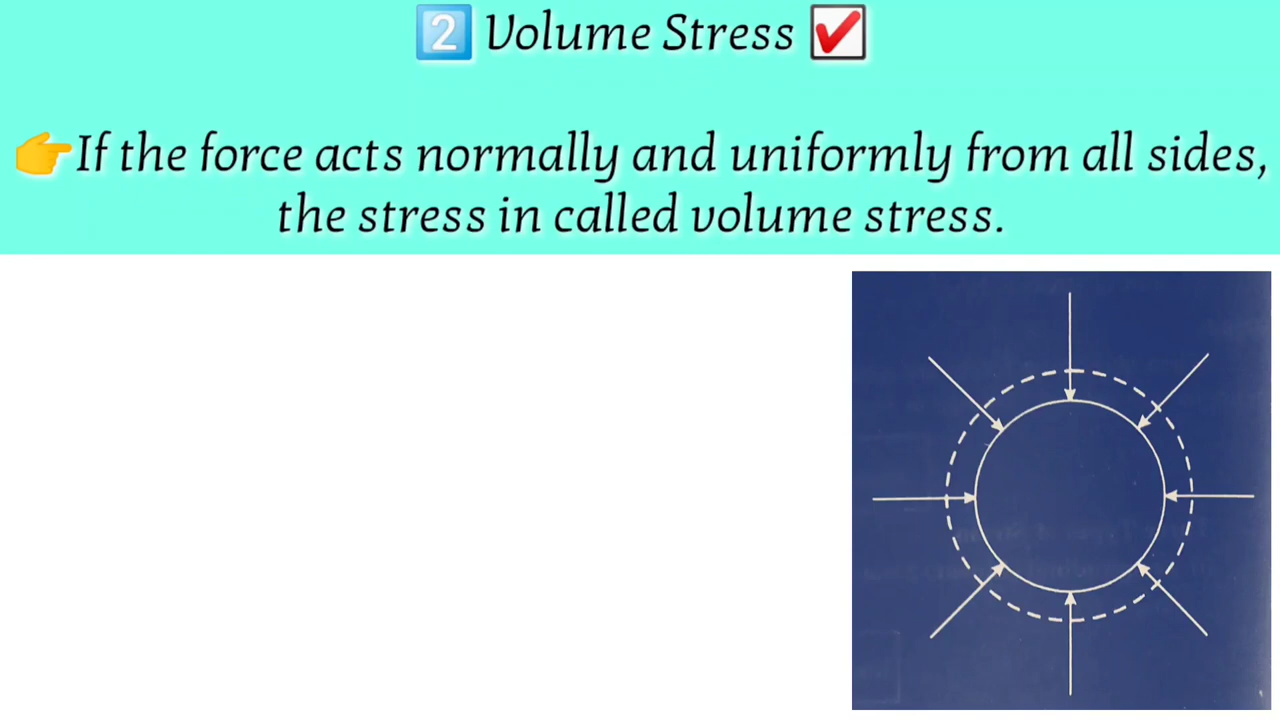 2️⃣ Volume Stress ✅
👉If the force acts normally and uniformly from all sides,
the stress in called volume stress.